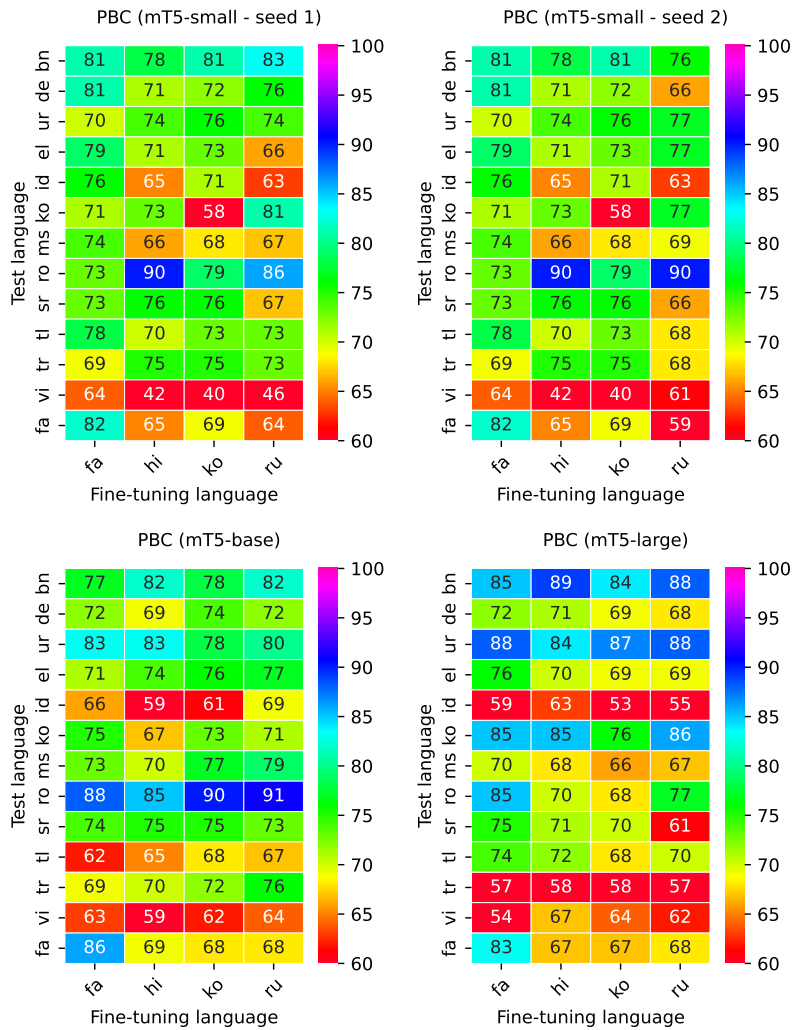 PBC (mT5-small - seed 1)
Test language
bn 81 78 81 83
de 81 71 72 76
ur 70 74 76 74
el 79 71 73 66
id 76 65 71 63
ko 71 73 58 81
ms 74 66 68 67
ro 73 90 79 86
sr 73 76 76 67
tl 78 70 73 73
tr 69 75 75 73
vi 64 42 40 46
fa 82 65 69 64
fa hi ko ru
Fine-tuning language
100
95
90
85
80
75
70
65
60
PBC (mT5-small - seed 2)
Test language
bn 81 78 81 76
de 81 71 72 66
ur 70 74 76 77
el 79 71 73 77
id 76 65 71 63
ko 71 73 58 77
ms 74 66 68 69
ro 73 90 79 90
sr 73 76 76 66
tl 78 70 73 68
tr 69 75 75 68
vi 64 42 40 61
fa 82 65 69 59
fa hi ko ru
Fine-tuning language
100
95
90
85
80
75
70
65
60
PBC (mT5-base)
Test language
bn 77 82 78 82
de 72 69 74 72
ur 83 83 78 80
el 71 74 76 77
id 66 59 61 69
ko 75 67 73 71
ms 73 70 77 79
ro 88 85 90 91
sr 74 75 75 73
tl 62 65 68 67
tr 69 70 72 76
vi 63 59 62 64
fa 86 69 68 68
fa hi ko ru
Fine-tuning language
100
95
90
85
80
75
70
65
60
PBC (mT5-large)
Test language
bn 85 89 84 88
de 72 71 69 68
ur 88 84 87 88
el 76 70 69 69
id 59 63 53 55
ko 85 85 76 86
ms 70 68 66 67
ro 85 70 68 77
sr 75 71 70 61
tl 74 72 68 70
tr 57 58 58 57
vi 54 67 64 62
fa 83 67 67 68
fa hi ko ru
Fine-tuning language
100
95
90
85
80
75
70
65
60